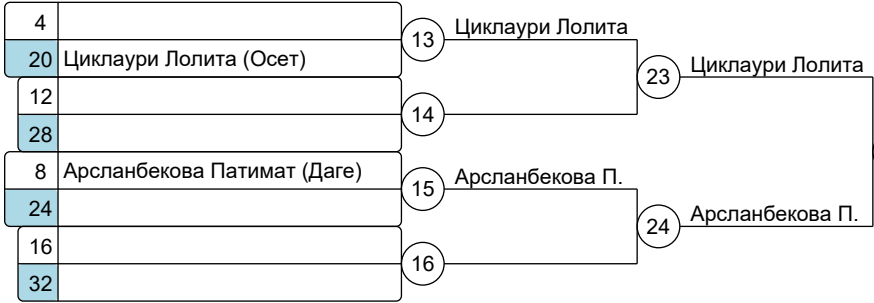 4
13
Циклаури Лолита
20 Циклаури Лолита (Осет)
23
Циклаури Лолита
12
14
28
8 Арсланбекова Патимат (Даге)
15
Арсланбекова П.
24
24
Арсланбекова П.
16
16
32